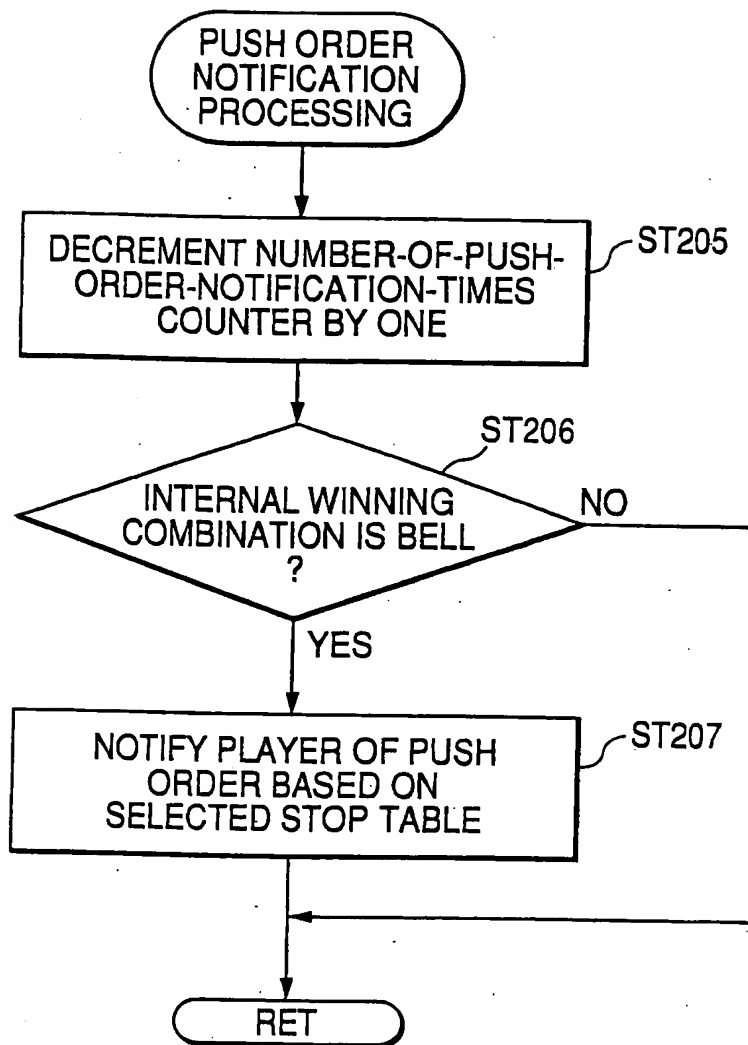 PUSH ORDER
NOTIFICATION
PROCESSING
DECREMENT NUMBER-OF-PUSH-
ORDER-NOTIFICATION-TIMES
COUNTER BY ONE
ST205
ST206
INTERNAL WINNING
COMBINATION IS BELL
?
NO
YES
NOTIFY PLAYER OF PUSH
ORDER BASED ON
SELECTED STOP TABLE
ST207
RET